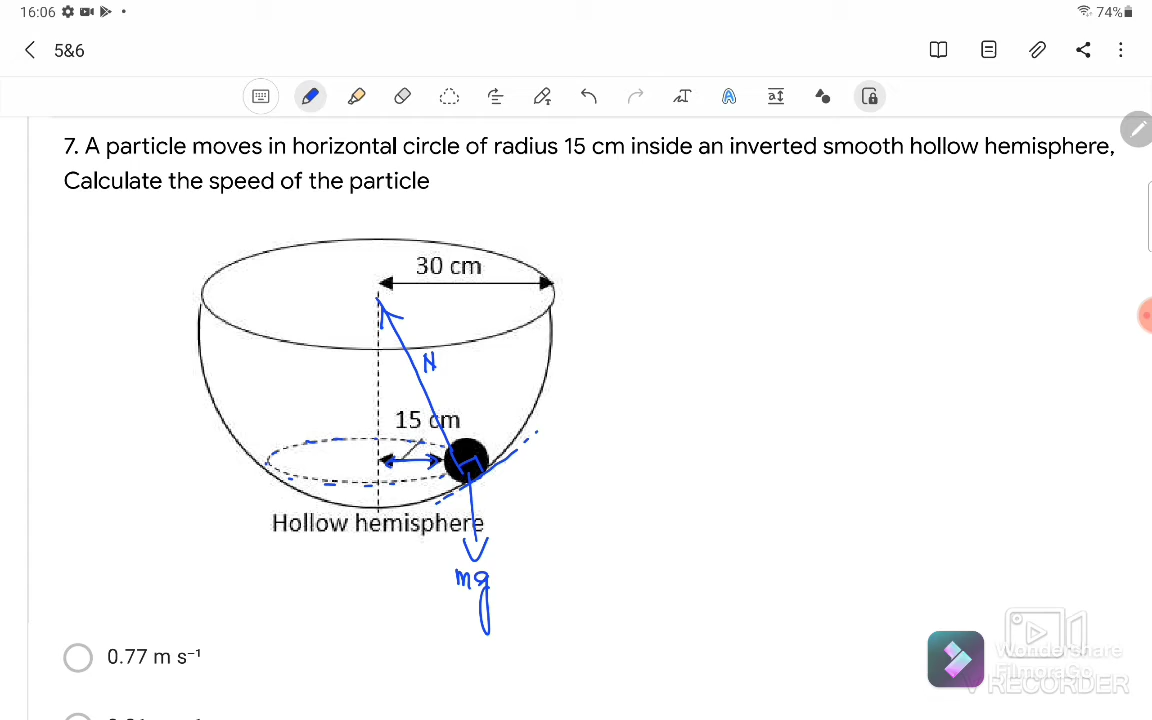 16:06
74%
5&6
7. A particle moves in horizontal circle of radius 15 cm inside an inverted smooth hollow hemisphere,
Calculate the speed of the particle
30 cm
N
15 cm
Hollow hemisphere
mg
0.77 m s⁻¹
Wondershare
FilmoraGo
RECORDER